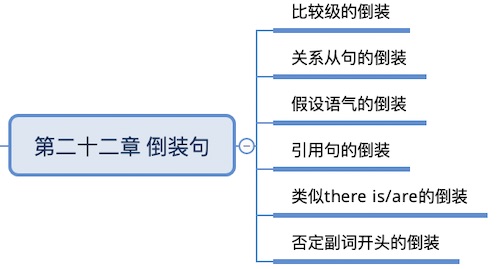 比较级的倒装
关系从句的倒装
假设语气的倒装
第二十二章 倒装句
引用句的倒装
类似there is/are的倒装
否定副词开头的倒装